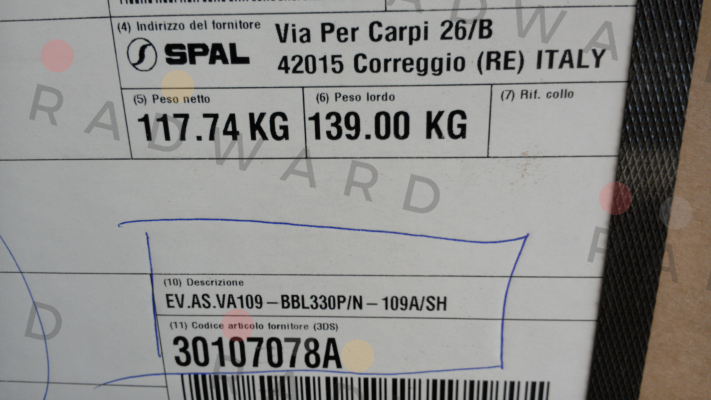 (4) Indirizzo del fornitore
SPAL
Via Per Carpi 26/B
42015 Correggio (RE) ITALY
(5) Peso netto
117.74 KG
(6) Peso lordo
139.00 KG
(7) Rif. collo
RADWARD
(10) Descrizione
EV.AS.VA109-BBL330P/N-109A/SH
(11) Codice articolo fornitore (3DS)
30107078A